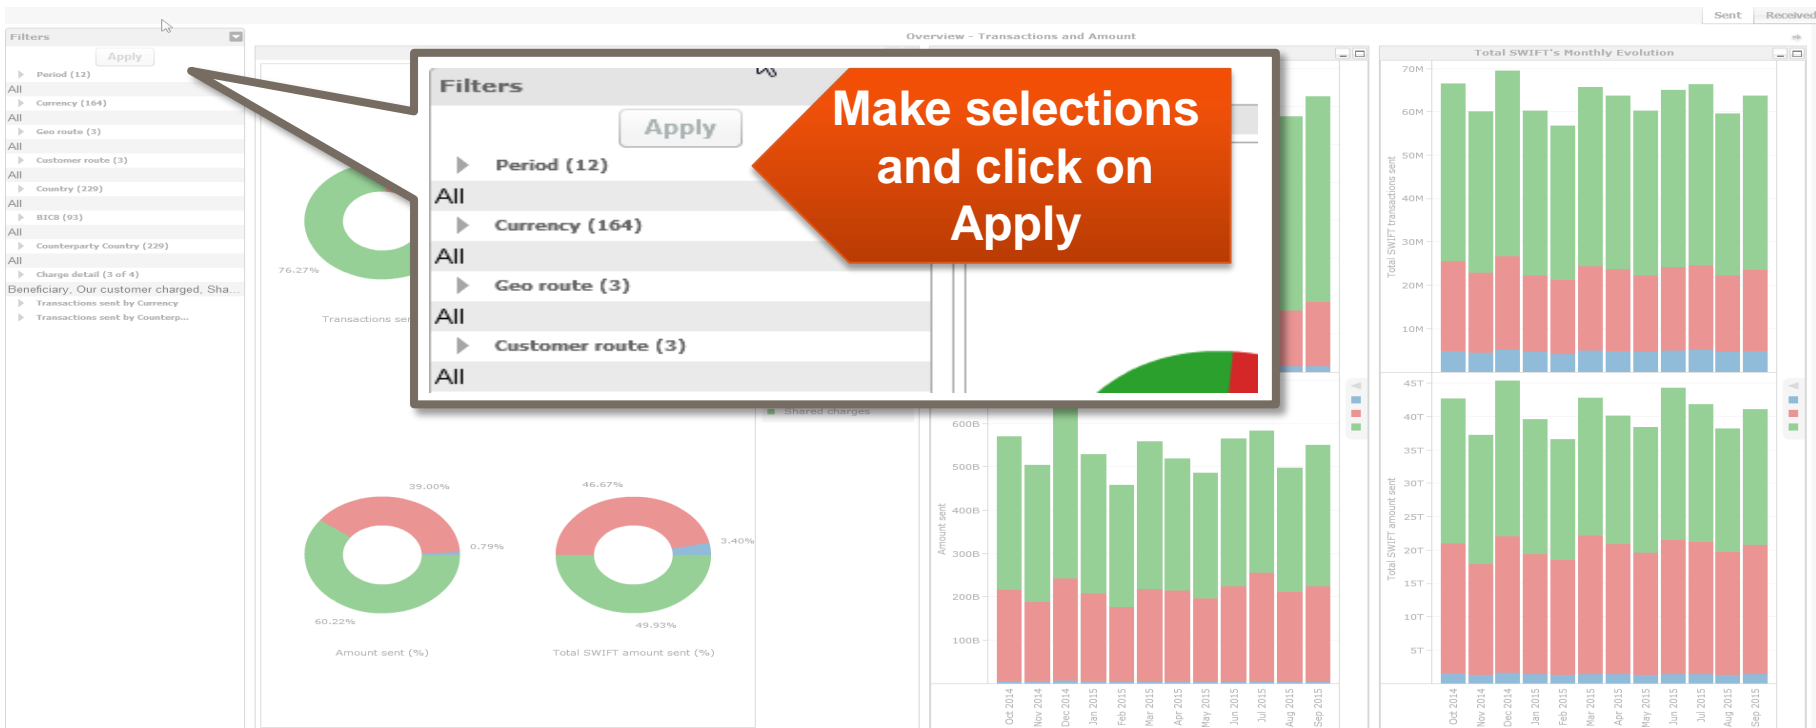 Sent
Received
Filters
Overview - Transactions and Amount
Apply
Period (12)
All
Currency (164)
All
Geo route (3)
All
Customer route (3)
All
Country (229)
All
BIC8 (93)
All
Counterparty Country (229)
All
Charge detail (3 of 4)
Beneficiary, Our customer charged, Sha...
Transactions sent by Currency
Transactions sent by Counterp...
Filters
Apply
Period (12)
All
Currency (164)
All
Geo route (3)
All
Customer route (3)
All
Make selections
and click on
Apply
76.27%
Shared charges
39.00%
0.79%
60.22%
Amount sent (%)
46.67%
3.40%
49.93%
Total SWIFT amount sent (%)
600B
500B
400B
300B
200B
100B
Amount sent
Oct 2014
Nov 2014
Dec 2014
Jan 2015
Feb 2015
Mar 2015
Apr 2015
May 2015
Jun 2015
Jul 2015
Aug 2015
Sep 2015
Total SWIFT's Monthly Evolution
70M
60M
50M
40M
30M
20M
10M
Total SWIFT transactions sent
45T
40T
35T
30T
25T
20T
15T
10T
5T
Total SWIFT amount sent
Oct 2014
Nov 2014
Dec 2014
Jan 2015
Feb 2015
Mar 2015
Apr 2015
May 2015
Jun 2015
Jul 2015
Aug 2015
Sep 2015